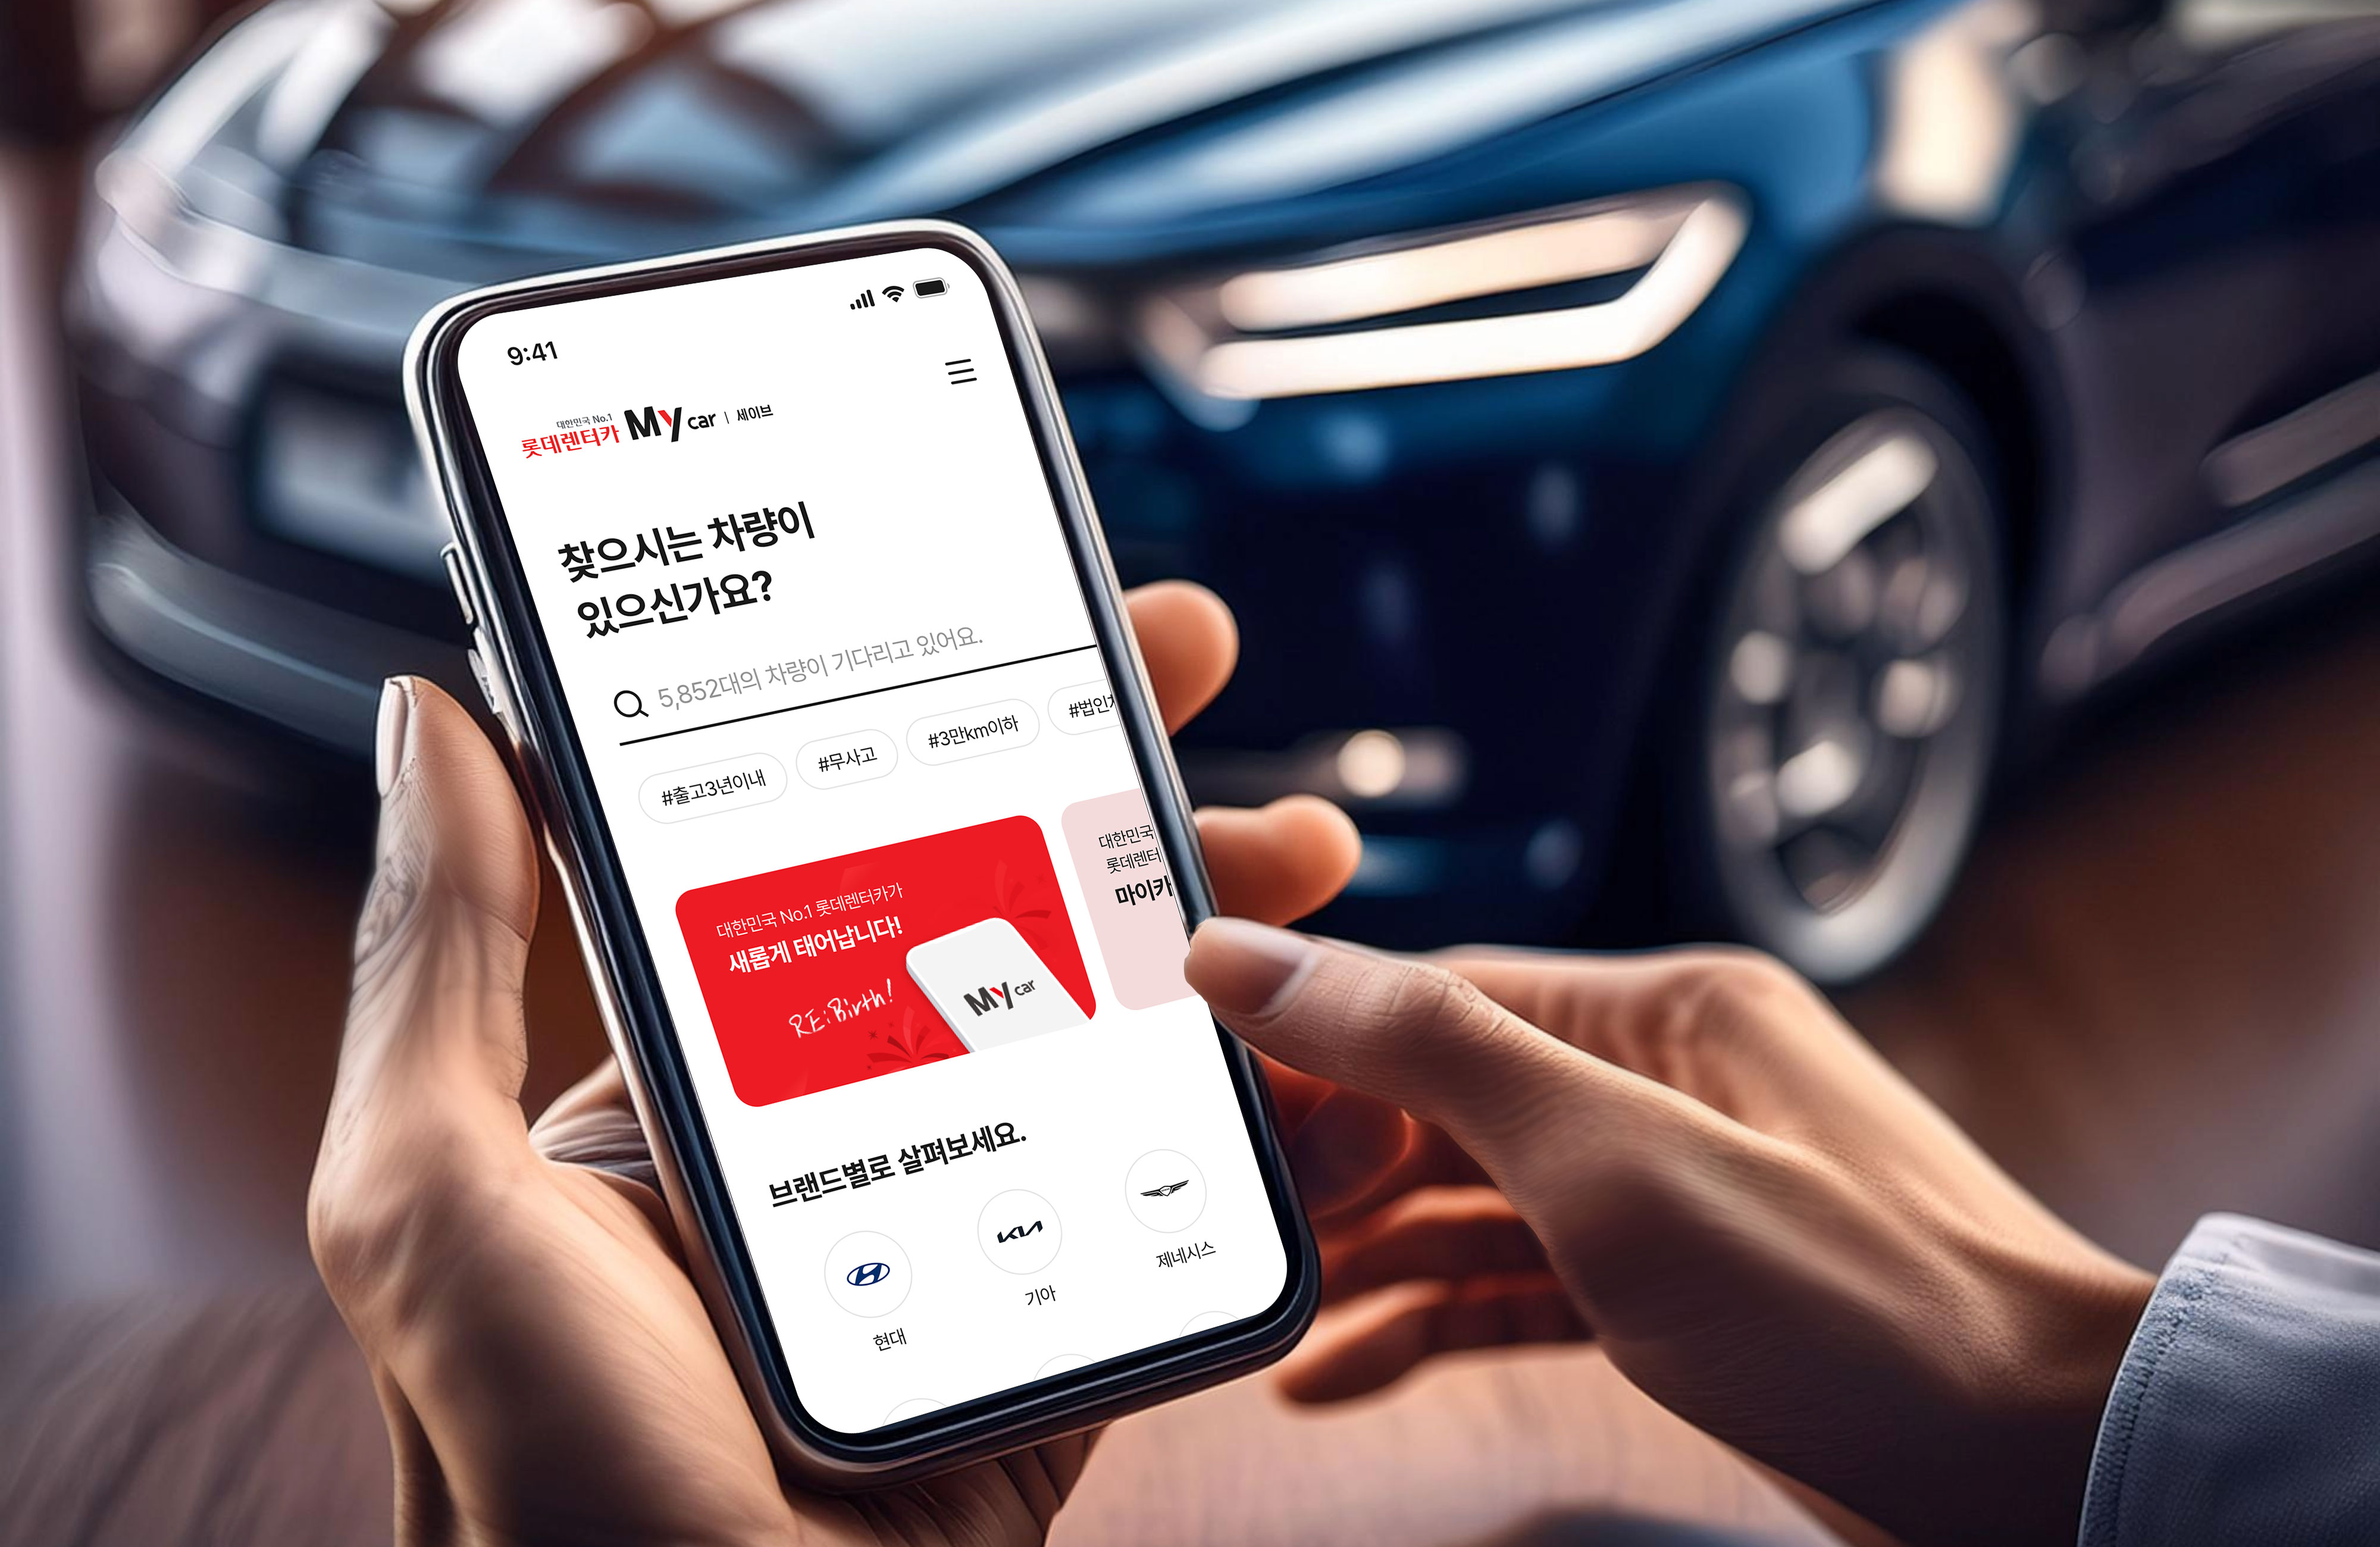 9:41
대한민국 No.1
롯데렌터카 My car | 세이브
찾으시는 차량이
있으신가요?
5,852대의 차량이 기다리고 있어요.
#출고3년이내 #무사고 #3만km이하 #법인
대한민국 No.1 롯데렌터카가
새롭게 태어납니다!
RE:Birth!
My car
대한민국
롯데렌터
마이카
브랜드별로 살펴보세요.
KIA
현대
기아
제네시스